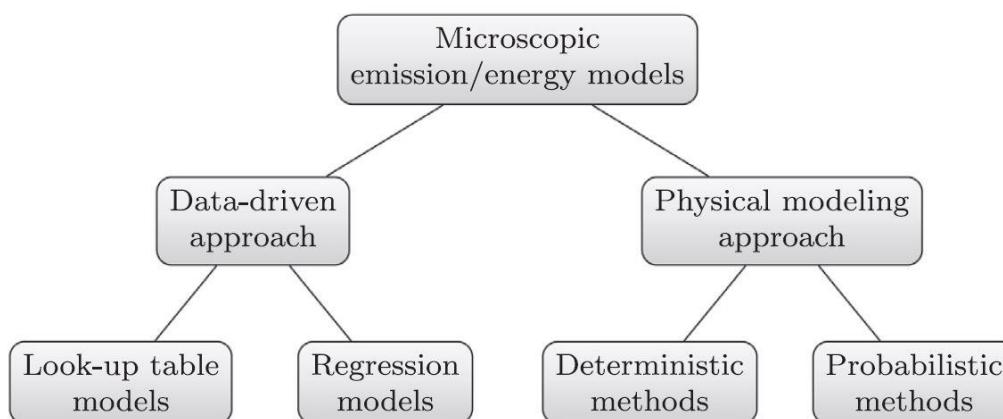 Microscopic
emission/energy models
Data-driven
approach
Physical modeling
approach
Look-up table
models
Regression
models
Deterministic
methods
Probabilistic
methods